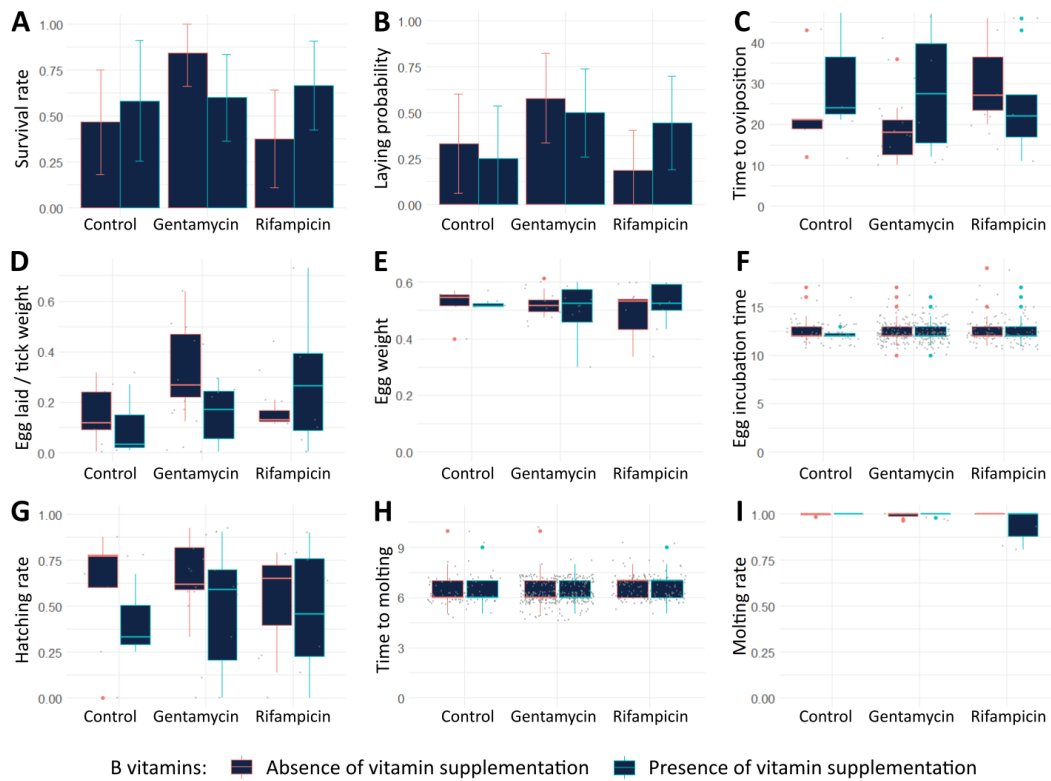 A
Survival rate
1.00
0.75
0.50
0.25
0.00
Control Gentamycin Rifampicin
B
Laying probability
1.00
0.75
0.50
0.25
0.00
Control Gentamycin Rifampicin
C
Time to oviposition
40
30
20
10
0
Control Gentamycin Rifampicin
D
Egg laid / tick weight
0.6
0.4
0.2
0.0
Control Gentamycin Rifampicin
E
Egg weight
0.6
0.4
0.2
0.0
Control Gentamycin Rifampicin
F
Egg incubation time
15
10
5
0
Control Gentamycin Rifampicin
G
Hatching rate
1.00
0.75
0.50
0.25
0.00
Control Gentamycin Rifampicin
H
Time to molting
9
6
3
0
Control Gentamycin Rifampicin
I
Molting rate
1.00
0.75
0.50
0.25
0.00
Control Gentamycin Rifampicin
B vitamins: Absence of vitamin supplementation Presence of vitamin supplementation